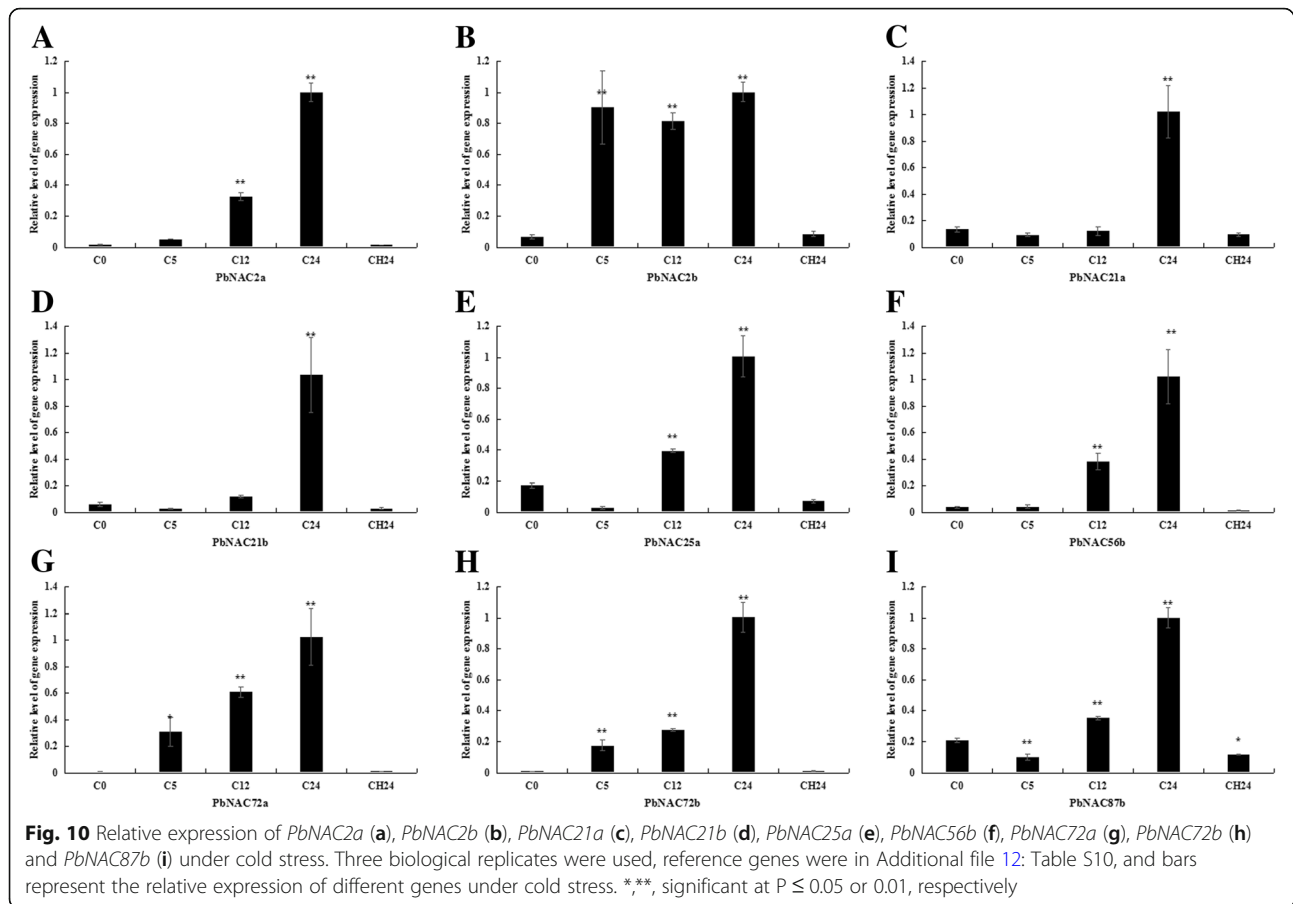 A
Relative level of gene expression
1.2
1
0.8
0.6
0.4
0.2
0
**
**
C0 C5 C12 C24 CH24
PbNAC2a
B
Relative level of gene expression
1.2
1
0.8
0.6
0.4
0.2
0
**
**
**
C0 C5 C12 C24 CH24
PbNAC2b
C
Relative level of gene expression
1.4
1.2
1
0.8
0.6
0.4
0.2
0
**
C0 C5 C12 C24 CH24
PbNAC21a
D
Relative level of gene expression
1.4
1.2
1
0.8
0.6
0.4
0.2
0
**
C0 C5 C12 C24 CH24
PbNAC21b
E
Relative level of gene expression
1.2
1
0.8
0.6
0.4
0.2
0
**
**
C0 C5 C12 C24 CH24
PbNAC25a
F
Relative level of gene expression
1.4
1.2
1
0.8
0.6
0.4
0.2
0
**
**
C0 C5 C12 C24 CH24
PbNAC56b
G
Relative level of gene expression
1.4
1.2
1
0.8
0.6
0.4
0.2
0
*
**
**
C0 C5 C12 C24 CH24
PbNAC72a
H
Relative level of gene expression
1.2
1
0.8
0.6
0.4
0.2
0
**
**
**
C0 C5 C12 C24 CH24
PbNAC72b
I
Relative level of gene expression
1.2
1
0.8
0.6
0.4
0.2
0
**
**
**
*
C0 C5 C12 C24 CH24
PbNAC87b
Fig. 10 Relative expression of PbNAC2a (a), PbNAC2b (b), PbNAC21a (c), PbNAC21b (d), PbNAC25a (e), PbNAC56b (f), PbNAC72a (g), PbNAC72b (h)
and PbNAC87b (i) under cold stress. Three biological replicates were used, reference genes were in Additional file 12: Table S10, and bars
represent the relative expression of different genes under cold stress. *,**, significant at P ≤ 0.05 or 0.01, respectively